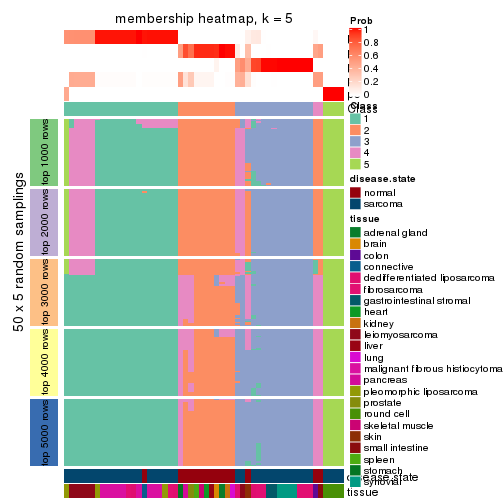 membership heatmap, k = 5
50 x 5 random samplings
top 1000 rows
top 2000 rows
top 3000 rows
top 4000 rows
top 5000 rows
Class
tissue
Prob
1
0.8
0.6
0.4
0.2
0
1
2
3
4
5
disease.state
normal
sarcoma
tissue
adrenal gland
brain
colon
connective
dedifferentiated liposarcoma
fibrosarcoma
gastrointestinal stromal
heart
kidney
leiomyosarcoma
liver
lung
malignant fibrous histiocytoma
pancreas
pleomorphic liposarcoma
prostate
round cell
skeletal muscle
skin
small intestine
spleen
stomach
synovial